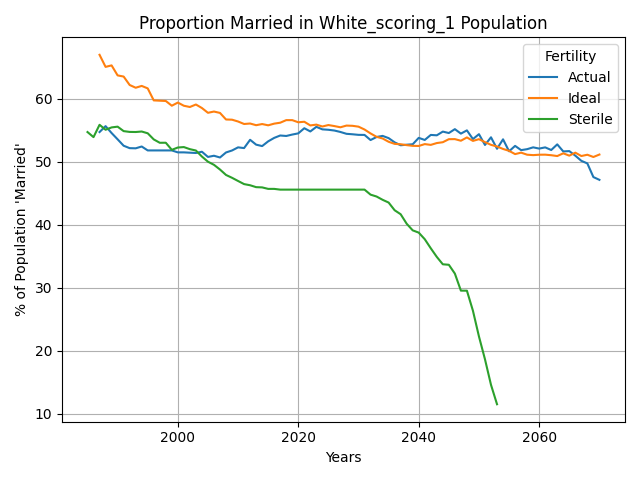 Proportion Married in White_scoring_1 Population
Fertility
Actual
Ideal
Sterile
% of Population 'Married'
60
50
40
30
20
10
2000 2020 2040 2060
Years